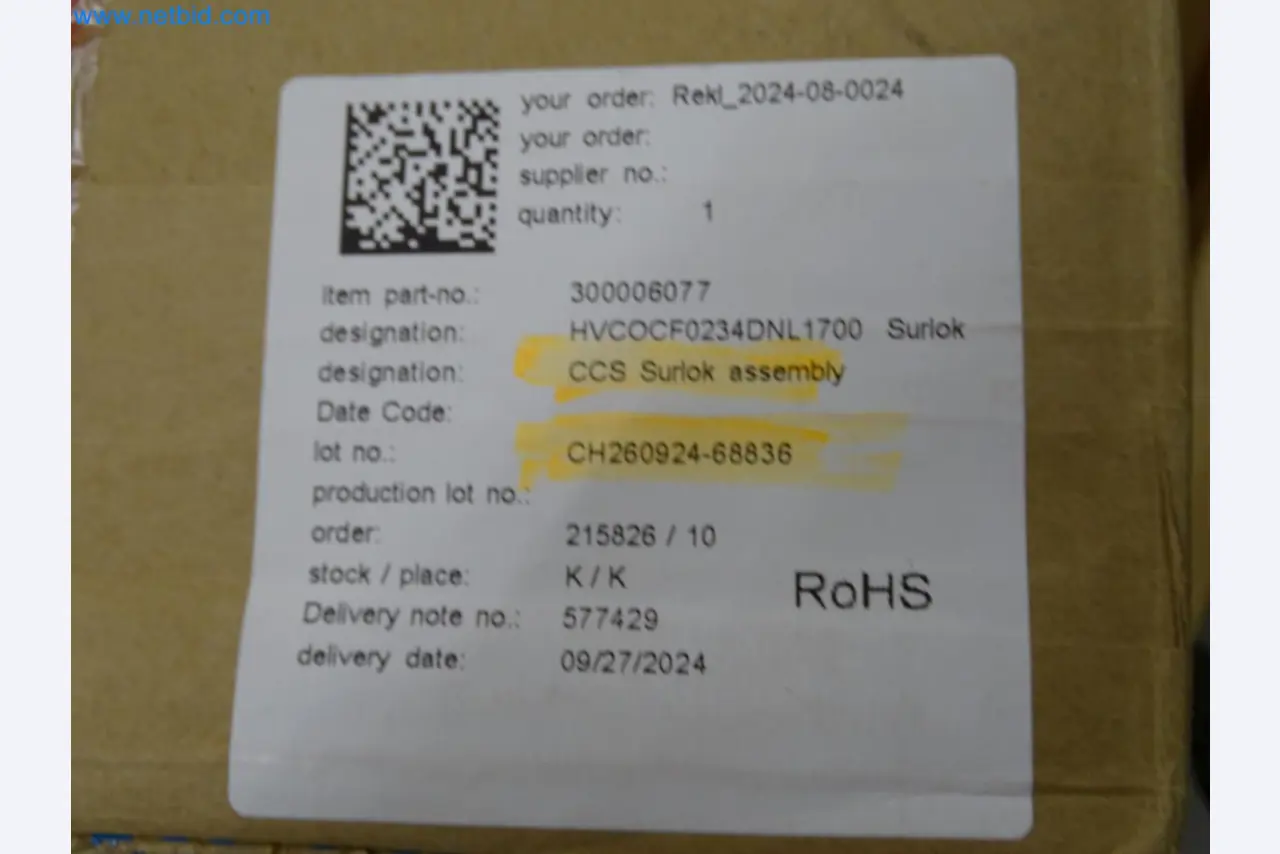 www.netbid.com
your order: Rekl_2024-08-0024
your order:
supplier no.:
quantity: 1
item part-no.: 300006077
designation: HVCOCF0234DNL1700 Surlok
designation: CCS Surlok assembly
Date Code:
lot no.: CH260924-68836
production lot no.:
order: 215826 / 10
stock / place: K / K
RoHS
Delivery note no.: 577429
delivery date: 09/27/2024